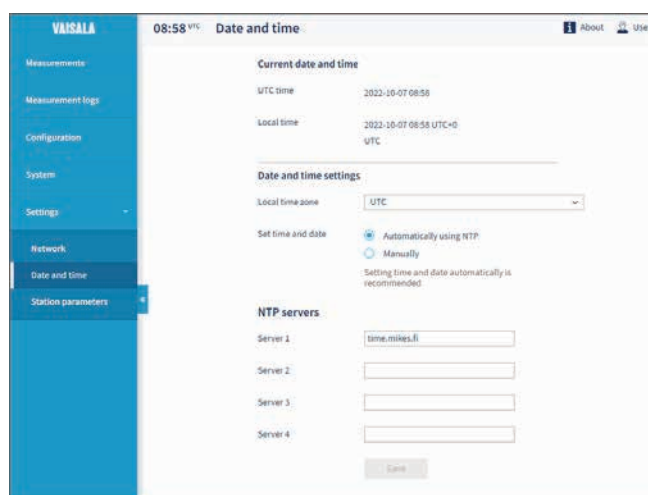 VAISALA
08:58 UTC Date and time
About
Use
Measurements
Measurement logs
Configuration
System
Settings
Network
Date and time
Station parameters
Current date and time
UTC time 2022-10-07 08:58
Local time 2022-10-07 08:58 UTC+0
UTC
Date and time settings
Local time zone UTC
Set time and date Automatically using NTP
Manually
Setting time and date automatically is
recommended
NTP servers
Server 1 time.mikes.fi
Server 2
Server 3
Server 4
Save